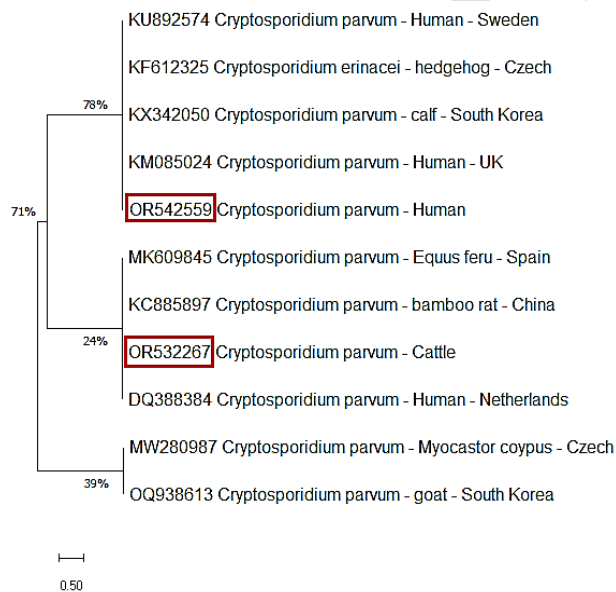 KU892574 Cryptosporidium parvum - Human - Sweden
KF612325 Cryptosporidium erinacei - hedgehog - Czech
78%
KX342050 Cryptosporidium parvum - calf - South Korea
KM085024 Cryptosporidium parvum - Human - UK
71%
OR542559 Cryptosporidium parvum - Human
MK609845 Cryptosporidium parvum - Equus feru - Spain
KC885897 Cryptosporidium parvum - bamboo rat - China
24%
OR532267 Cryptosporidium parvum - Cattle
DQ388384 Cryptosporidium parvum - Human - Netherlands
MW280987 Cryptosporidium parvum - Myocastor coypus - Czech
39%
OQ938613 Cryptosporidium parvum - goat - South Korea
0.50